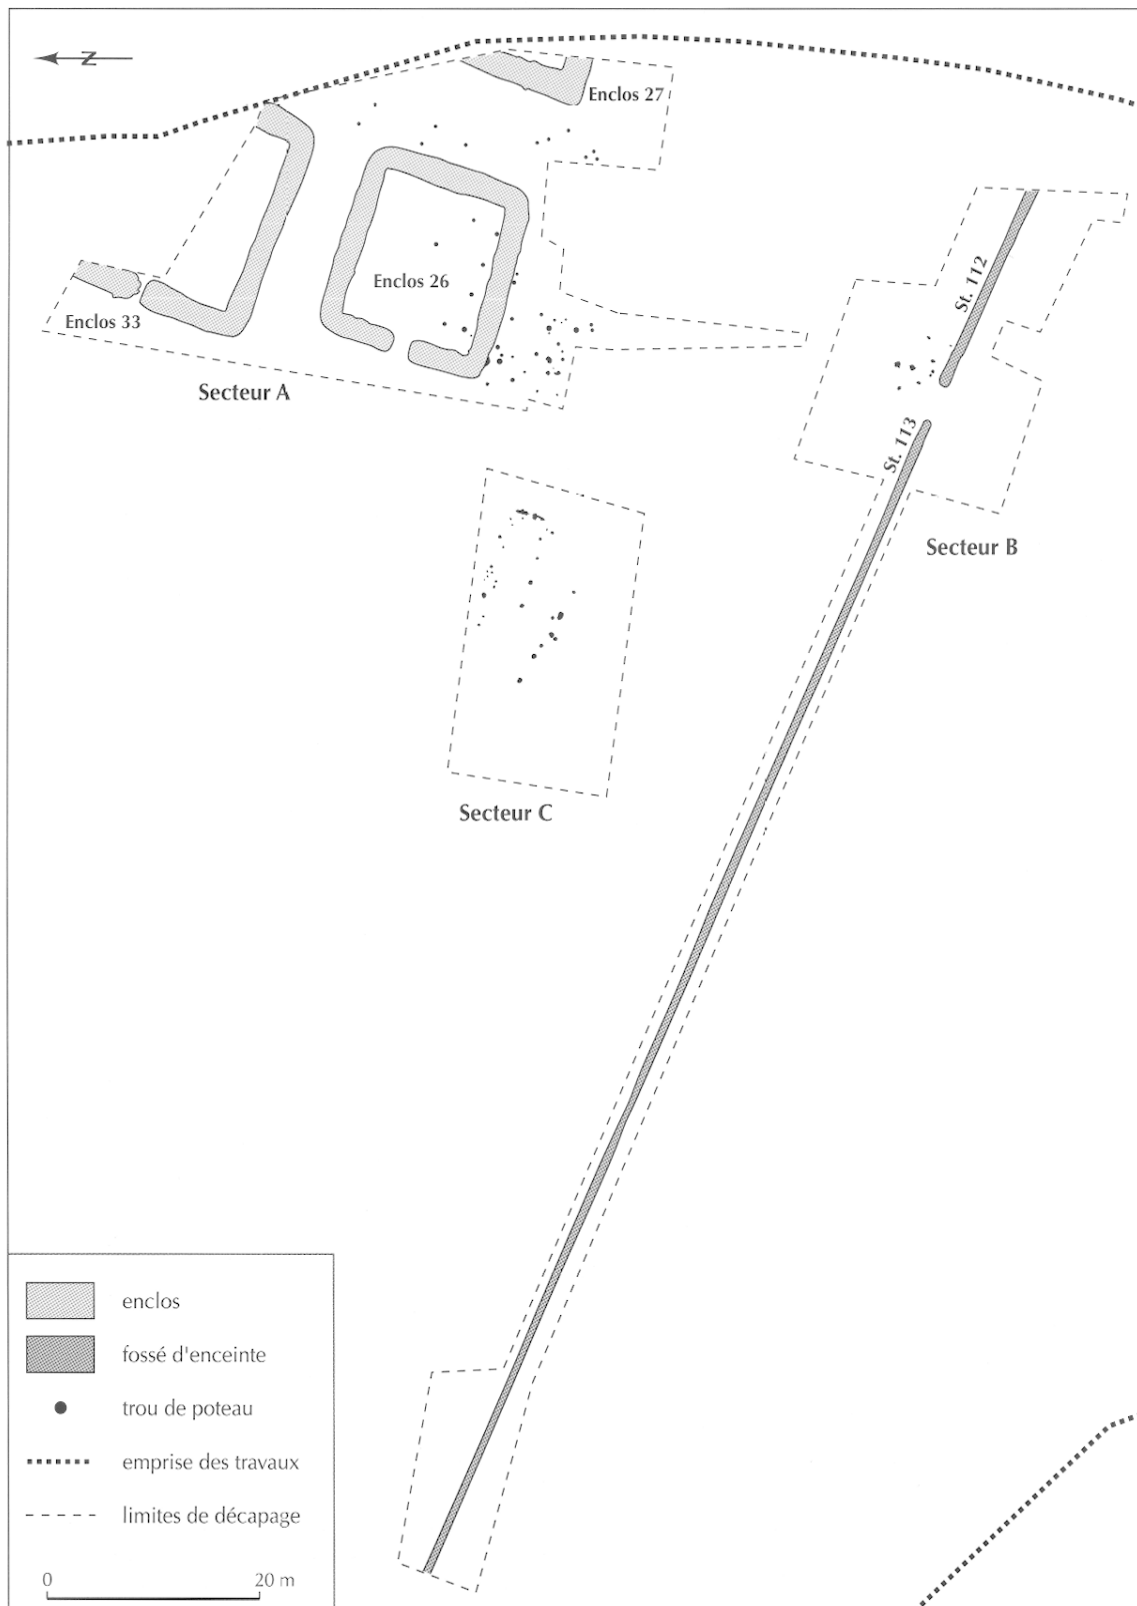 N
Enclos 27
Enclos 26
Enclos 33
Secteur A
St. 112
St. 113
Secteur B
Secteur C
enclos
fossé d'enceinte
trou de poteau
emprise des travaux
limites de décapage
0 20 m